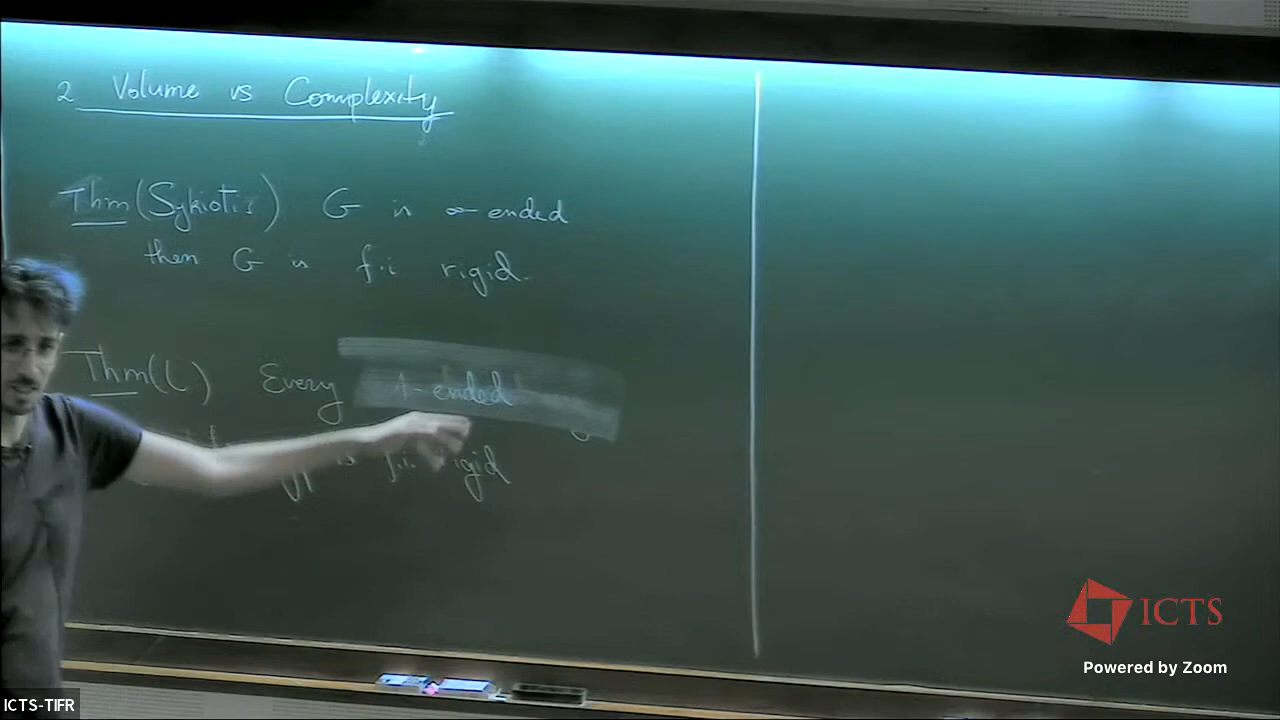 2 Volume vs Complexity
Thm (Sykiotis) G is ∞-ended
then G is f.i rigid.
Thm (L) Every 1-ended
is f.i. rigid
ICTS
Powered by Zoom
ICTS-TIFR